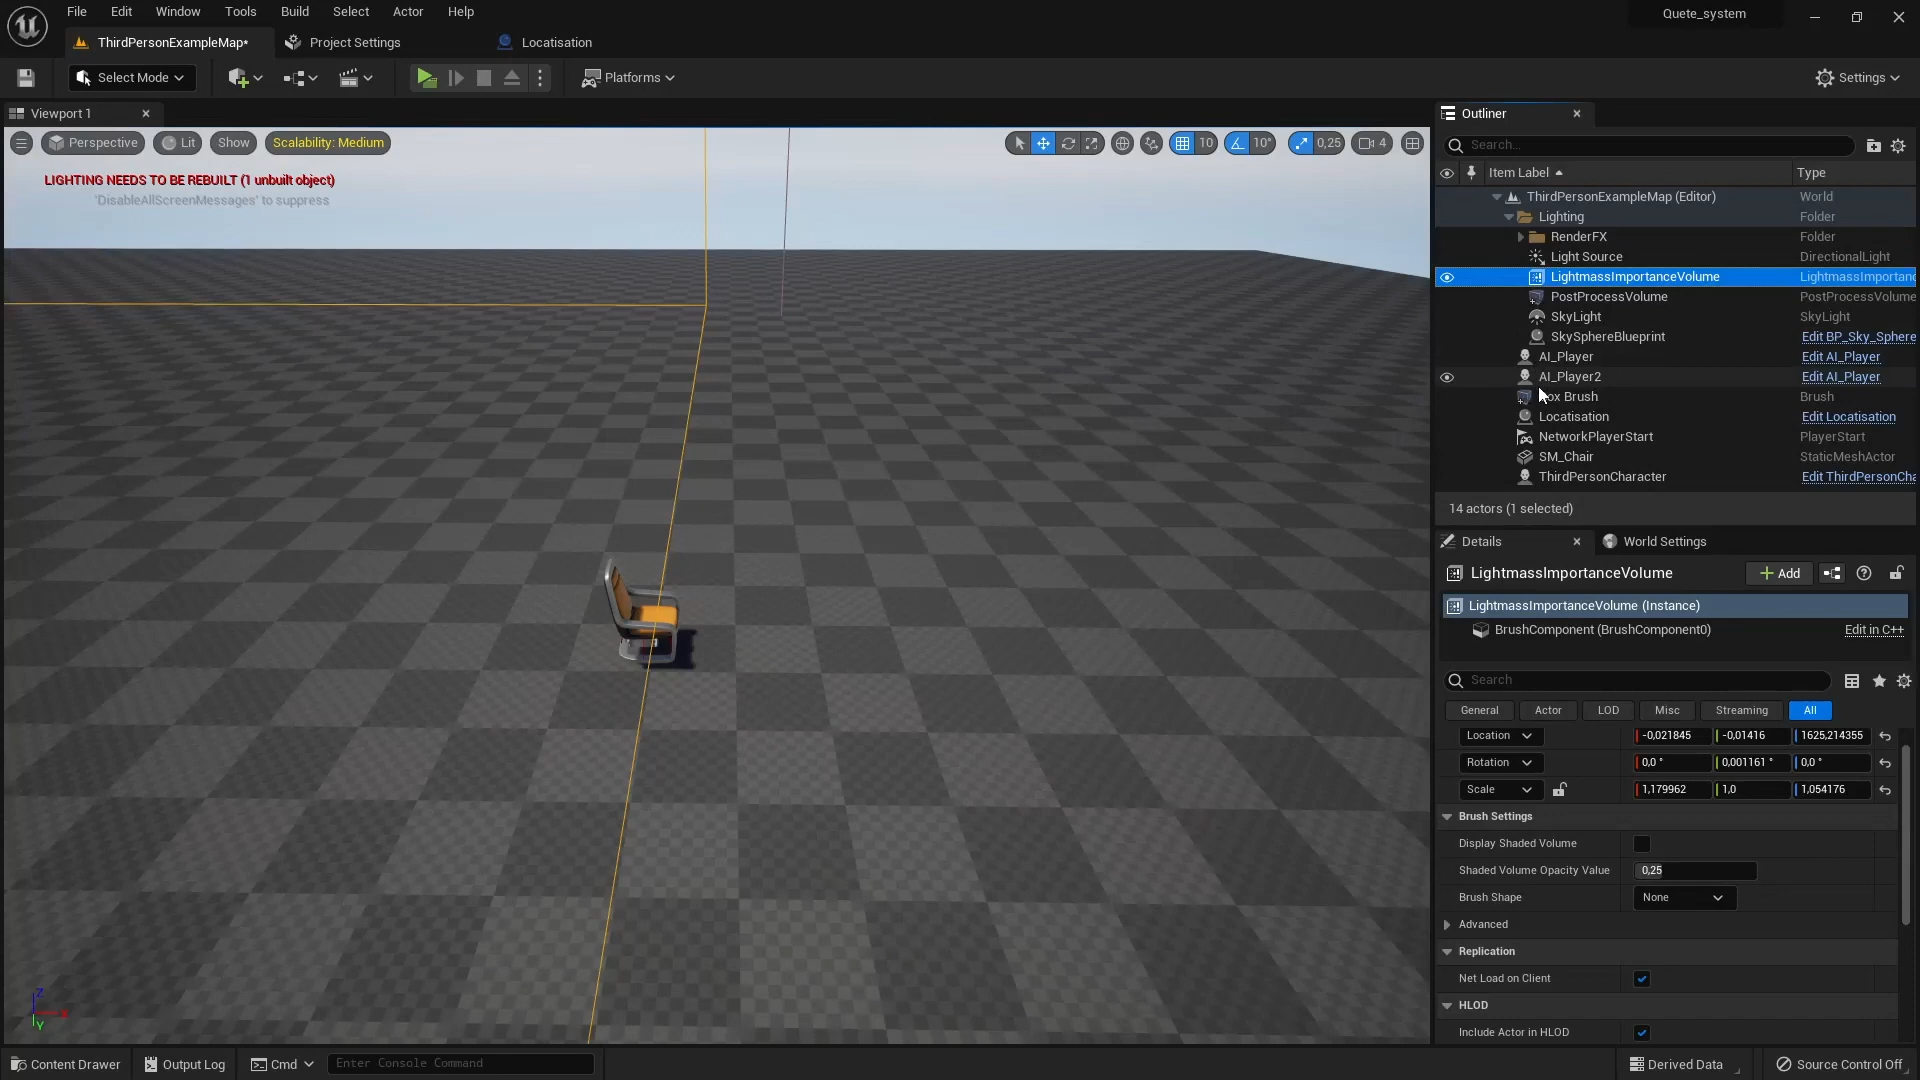 File Edit Window Tools Build Select Actor Help
Quete_system
ThirdPersonExampleMap* Project Settings Locatisation
Select Mode Platforms Settings
Viewport 1
Perspective Lit Show Scalability: Medium 10 10° 0,25 4
LIGHTING NEEDS TO BE REBUILT (1 unbuilt object)
'DisableAllScreenMessages' to suppress
Z
Y
Outliner
Search...
Item Label Type
ThirdPersonExampleMap (Editor) World
Lighting Folder
RenderFX Folder
Light Source DirectionalLight
LightmassImportanceVolume LightmassImportanc
PostProcessVolume PostProcessVolume
SkyLight SkyLight
SkySphereBlueprint Edit BP_Sky_Sphere
AI_Player Edit AI_Player
AI_Player2 Edit AI_Player
ox Brush Brush
Locatisation Edit Locatisation
NetworkPlayerStart PlayerStart
SM_Chair StaticMeshActor
ThirdPersonCharacter Edit ThirdPersonCha
14 actors (1 selected)
Details World Settings
LightmassImportanceVolume Add
LightmassImportanceVolume (Instance)
BrushComponent (BrushComponent0) Edit in C++
Search
General Actor LOD Misc Streaming All
Location -0,021845 -0,01416 1625,214355
Rotation 0,0 ° 0,001161 ° 0,0 °
Scale 1,179962 1,0 1,054176
Brush Settings
Display Shaded Volume
Shaded Volume Opacity Value 0,25
Brush Shape None
Advanced
Replication
Net Load on Client
HLOD
Include Actor in HLOD
Content Drawer Output Log Cmd Enter Console Command Derived Data Source Control Off